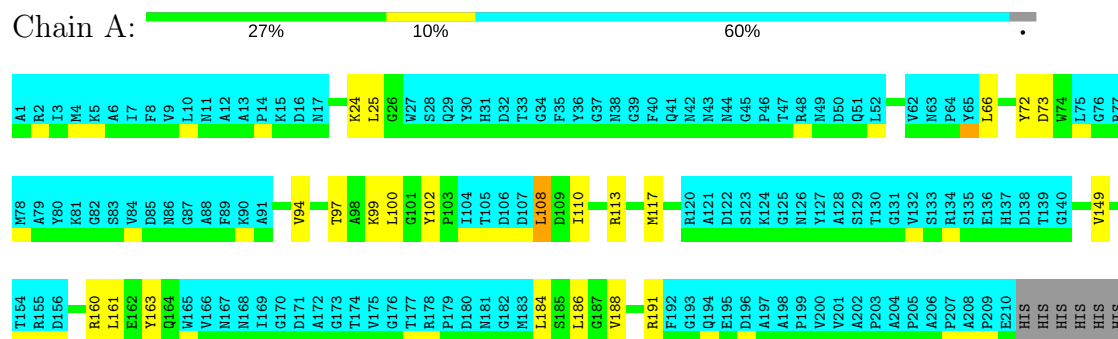 Chain A:
27% 10% 60% •
A1 R2 I3 M4 K5 A6 I7 F8 V9 L10 N11 A12 A13 P14 K15 D16 N17 K24 L25 G26 W27 S28 Q29 Y30 H31 D32 T33 G34 F35 Y36 G37 N38 G39 F40 Q41 N42 N43 N44 G45 P46 T47 R48 N49 D50 Q51 L52 V62 N63 P64 Y65 L66 Y72 D73 W74 L75 G76 R77
M78 A79 Y80 K81 G82 S83 V84 D85 N86 G87 A88 F89 K90 A91 V94 T97 A98 K99 L100 G101 Y102 P103 I104 T105 D106 D107 L108 D109 I110 R113 M117 R120 A121 D122 S123 K124 G125 N126 Y127 A128 S129 T130 G131 V132 S133 R134 S135 E136 H137 D138 T139 G140 V149
T154 R155 D156 R160 L161 E162 Y163 Q164 W165 V166 N167 N168 I169 G170 D171 A172 G173 T174 V175 G176 T177 R178 P179 D180 N181 G182 M183 L184 S185 L186 G187 V188 R191 F192 G193 Q194 E195 D196 A197 A198 P199 V200 V201 A202 P203 A204 P205 A206 P207 A208 P209 E210 HIS HIS HIS HIS HIS HIS